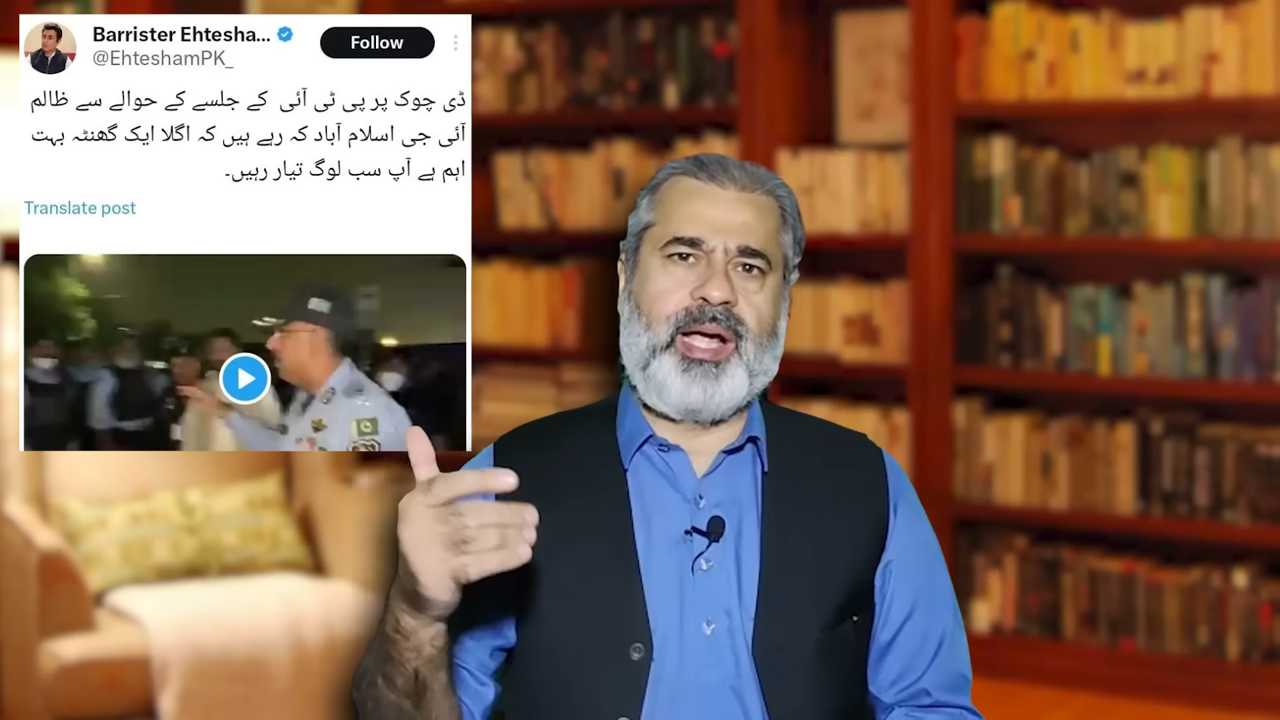 Barrister Ehtesha...
@EhteshamPK_
Follow
ڈی چوک پر پی ٹی آئی کے جلسے کے حوالے سے ظالم
آئی جی اسلام آباد کہ رہے ہیں کہ اگلا ایک گھنٹہ بہت
اہم ہے آپ سب لوگ تیار رہیں۔
Translate post